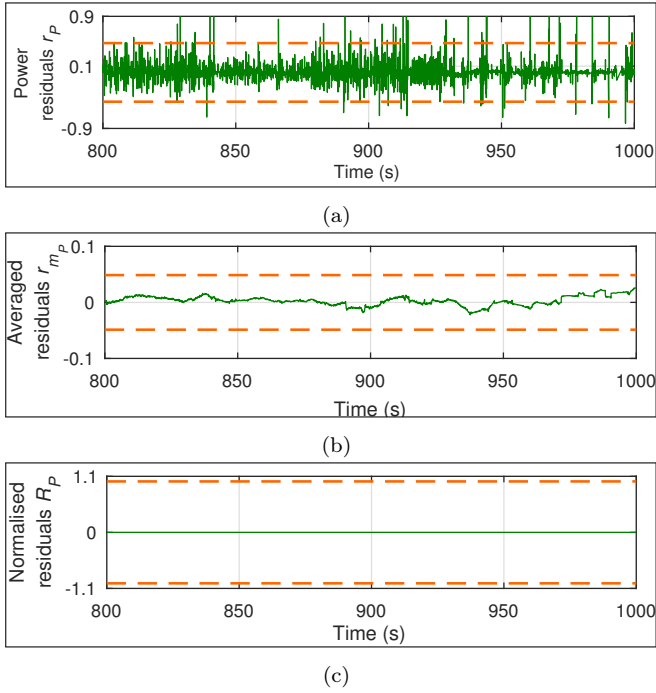 0.9
Power
residuals r_P
0.1
-0.9
800 850 900 950 1000
Time (s)
(a)
0.1
Averaged
residuals r_{m_P}
0
-0.1
800 850 900 950 1000
Time (s)
(b)
1.1
Normalised
residuals R_P
0
-1.1
800 850 900 950 1000
Time (s)
(c)